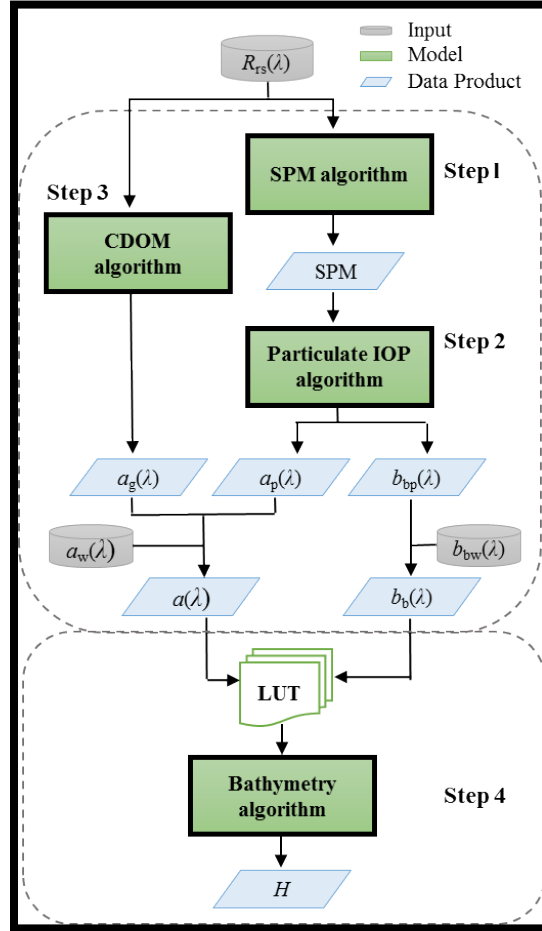 Input
Model
Data Product
Rrs(λ)
SPM algorithm
Step 1
Step 3
CDOM
algorithm
SPM
Step 2
Particulate IOP
algorithm
ag(λ)
ap(λ)
bbp(λ)
aw(λ)
bbw(λ)
a(λ)
bb(λ)
LUT
Bathymetry
algorithm
Step 4
H